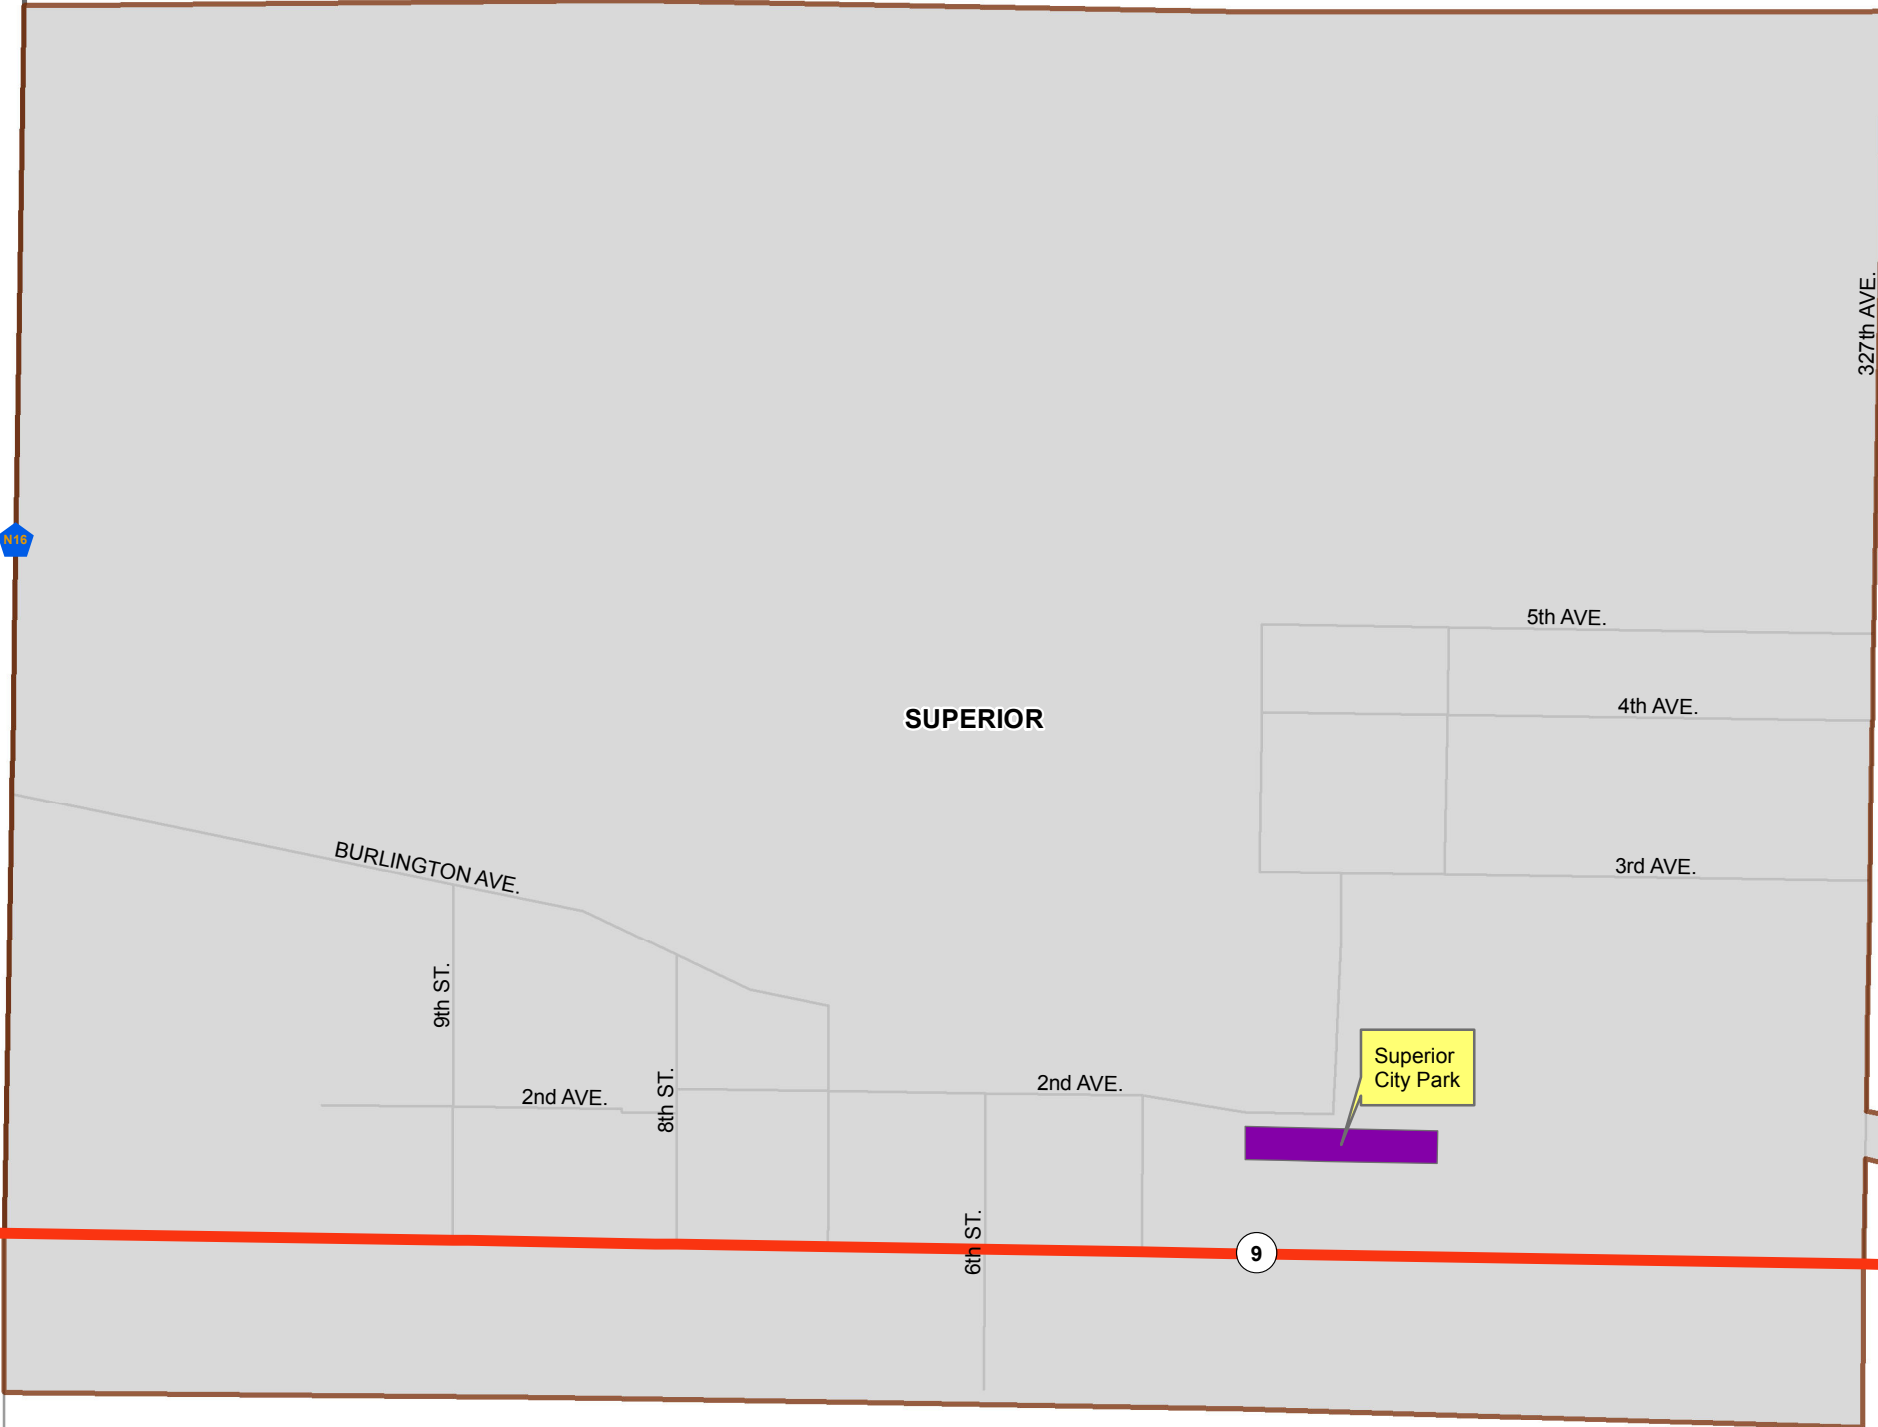 327th AVE.
N16
5th AVE.
4th AVE.
SUPERIOR
BURLINGTON AVE.
3rd AVE.
9th ST.
Superior
City Park
2nd AVE.
8th ST.
2nd AVE.
6th ST.
9